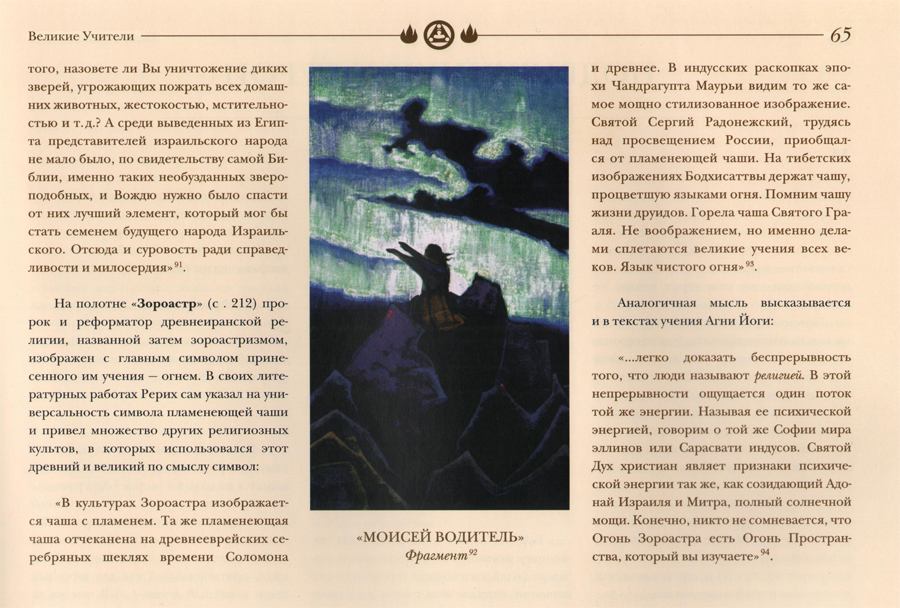 Великие Учители
65
того, назовете ли Вы уничтожение диких
зверей, угрожающих пожрать всех домаш-
них животных, жестокостью, мстительно-
стью и т.д.? А среди выведенных из Егип-
та представителей израильского народа
не мало было, по свидетельству самой Би-
блии, именно таких необузданных зверо-
подобных, и Вождю нужно было спасти
от них лучший элемент, который мог бы
стать семенем будущего народа Израиль-
ского. Отсюда и суровость ради справед-
ливости и милосердия»91.
На полотне «Зороастр» (с . 212) про-
рок и реформатор древнеиранской ре-
лигии, названной затем зороастризмом,
изображен с главным символом прине-
сенного им учения — огнем. В своих лите-
ратурных работах Рерих сам указал на уни-
версальность символа пламенеющей чаши
и привел множество других религиозных
культов, в которых использовался этот
древний и великий по смыслу символ:
«В культурах Зороастра изображает-
ся чаша с пламенем. Та же пламенеющая
чаша отчеканена на древнееврейских се-
ребряных шеклях времени Соломона
«МОИСЕЙ ВОДИТЕЛЬ»
Фрагмент92
и древнее. В индусских раскопках эпо-
хи Чандрагупта Маурьи видим то же са-
мое мощно стилизованное изображение.
Святой Сергий Радонежский, трудясь
над просвещением России, приобщал-
ся от пламенеющей чаши. На тибетских
изображениях Бодхисаттвы держат чашу,
процветшую языками огня. Помним чашу
жизни друидов. Горела чаша Святого Гра-
аля. Не воображением, но именно дела-
ми сплетаются великие учения всех ве-
ков. Язык чистого огня»93.
Аналогичная мысль высказывается
и в текстах учения Агни Йоги:
«...легко доказать беспрерывность
того, что люди называют религией. В этой
непрерывности ощущается один поток
той же энергии. Называя ее психической
энергией, говорим о той же Софии мира
эллинов или Сарасвати индусов. Святой
Дух христиан являет признаки психиче-
ской энергии так же, как созидающий Адо-
най Израиля и Митра, полный солнечной
мощи. Конечно, никто не сомневается, что
Огонь Зороастра есть Огонь Простран-
ства, который вы изучаете»94.